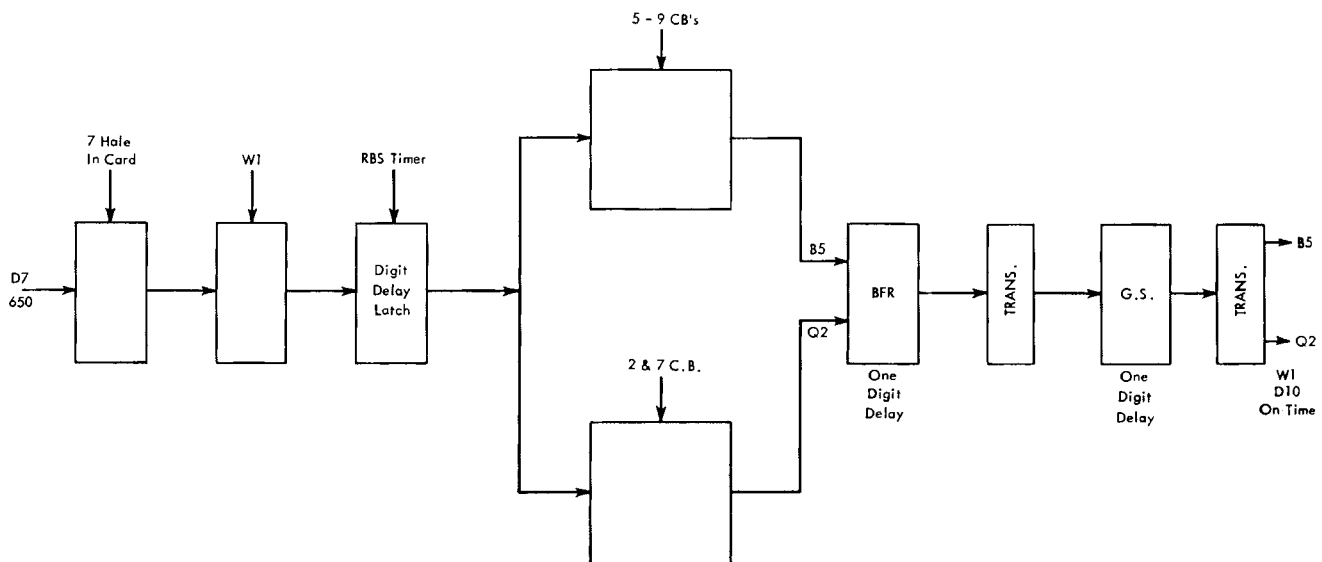 5 - 9 CB's
7 Hale
In Card
W1
RBS Timer
D7
650
Digit
Delay
Latch
B5
Q2
BFR
TRANS.
G.S.
TRANS.
B5
Q2
One
Digit
Delay
One
Digit
Delay
W1
D10
On Time
2 & 7 C.B.